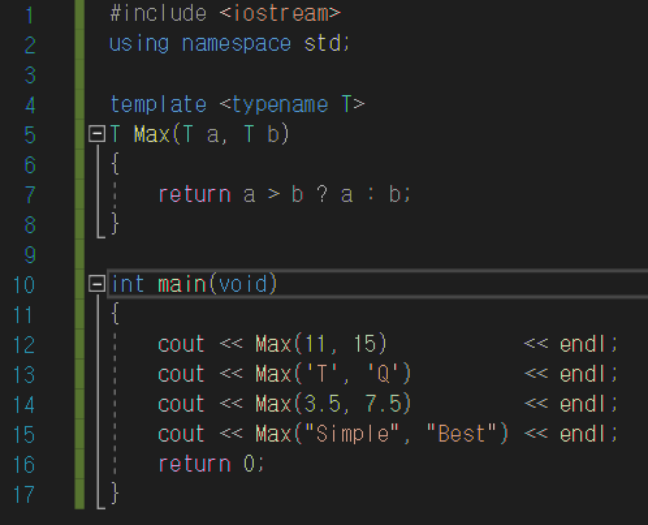 1 #include <iostream>
2 using namespace std;
3
4 template <typename T>
5 T Max(T a, T b)
6 {
7 return a > b ? a : b;
8 }
9
10 int main(void)
11 {
12 cout << Max(11, 15) << endl;
13 cout << Max('T', 'Q') << endl;
14 cout << Max(3.5, 7.5) << endl;
15 cout << Max("Simple", "Best") << endl;
16 return 0;
17 }